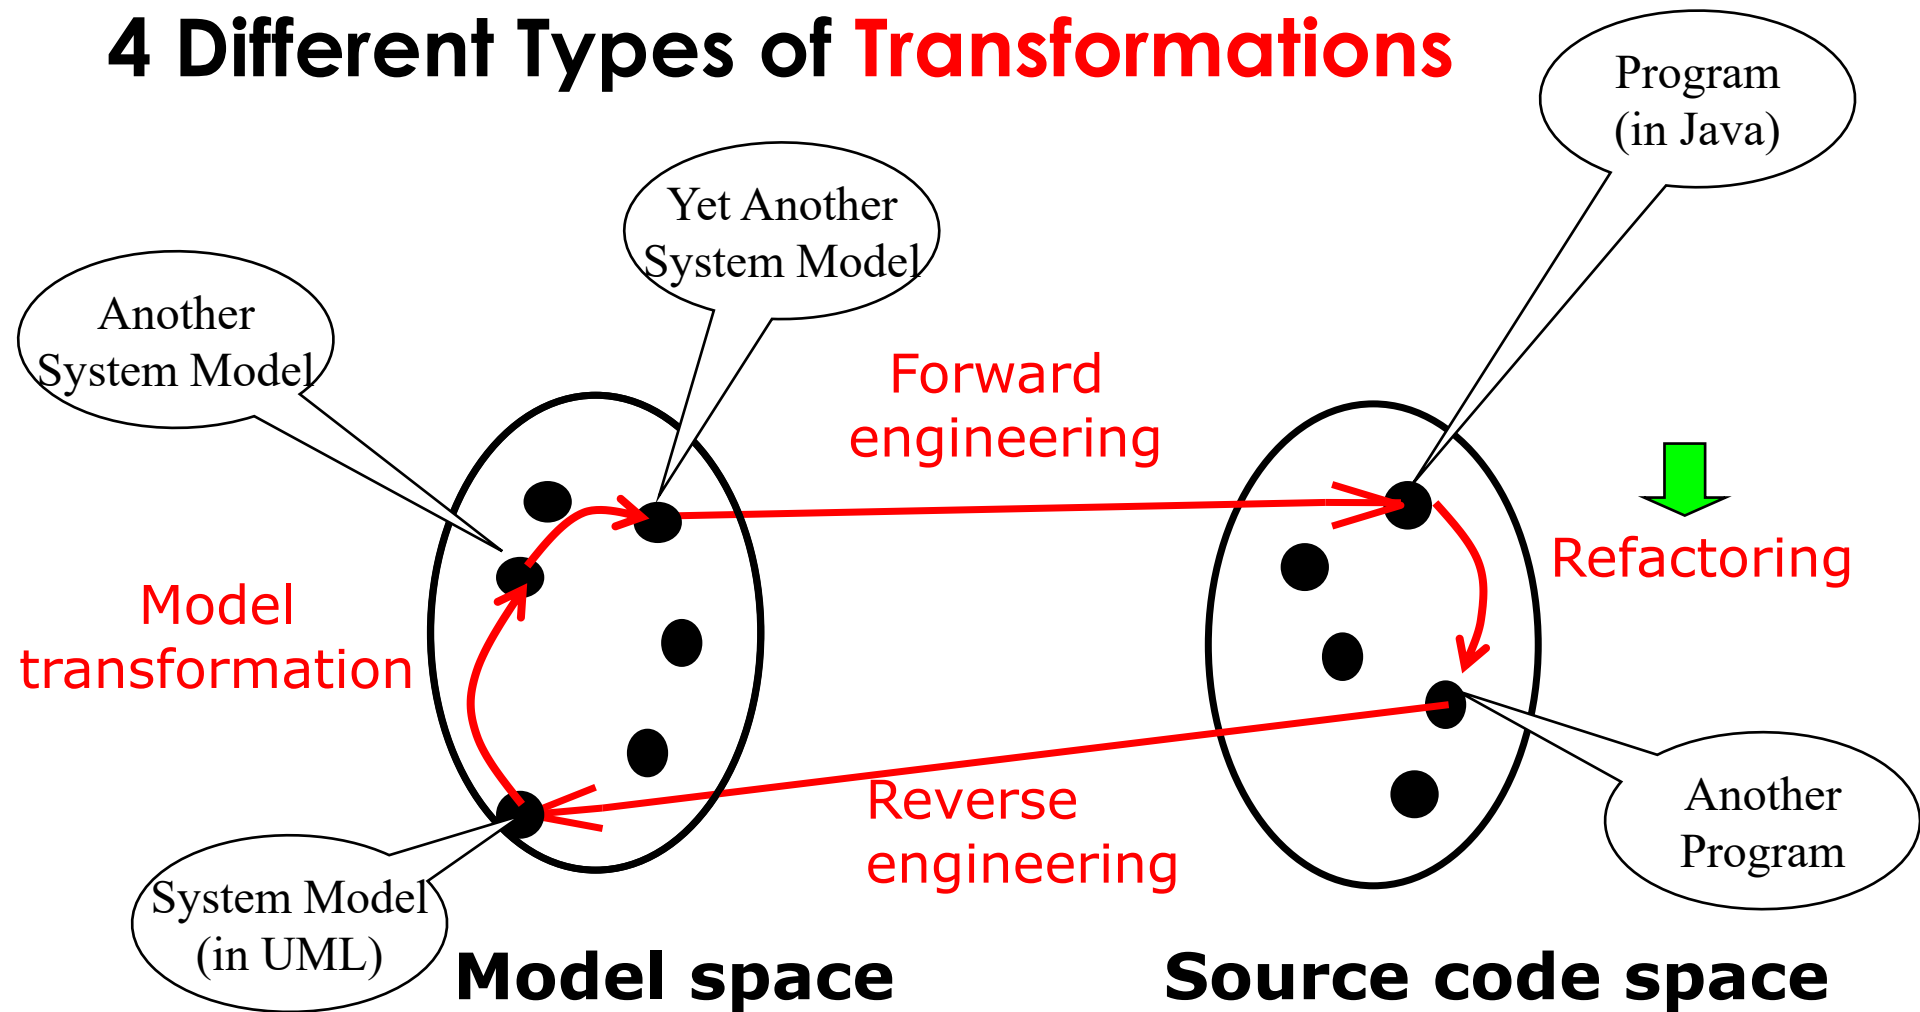 4 Different Types of Transformations
Program
(in Java)
Yet Another
System Model
Another
System Model
Forward
engineering
Refactoring
Model
transformation
Reverse
engineering
Another
Program
System Model
(in UML)
Model space
Source code space